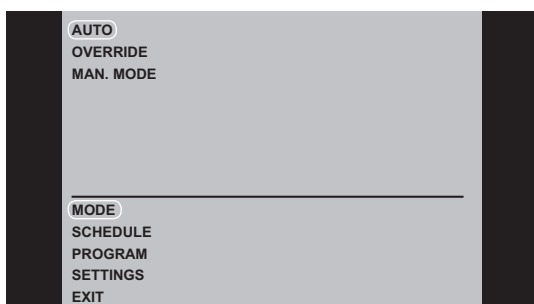 AUTO
OVERRIDE
MAN. MODE
MODE
SCHEDULE
PROGRAM
SETTINGS
EXIT